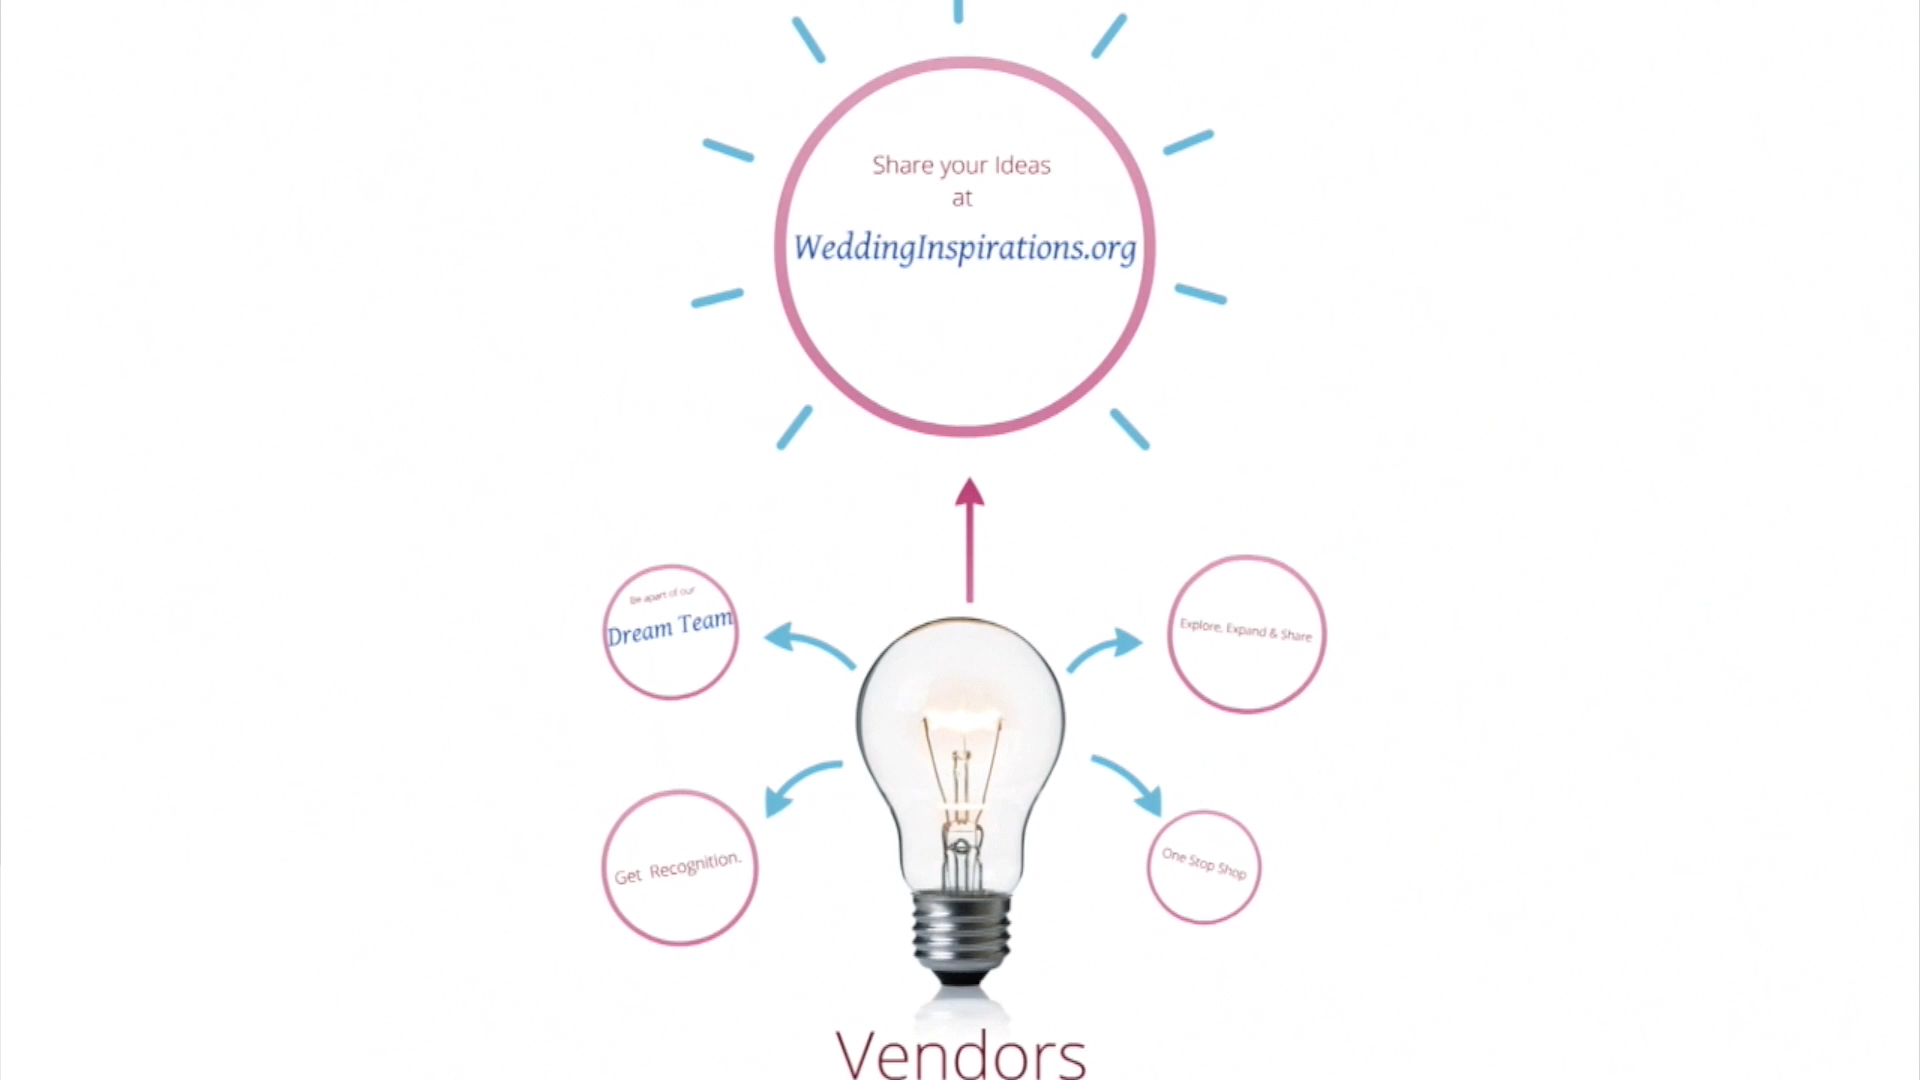 Share your Ideas
at
WeddingInspirations.org
Be apart of our
Dream Team
Explore, Expand & Share
Get Recognition.
One Stop Shop
Vendors